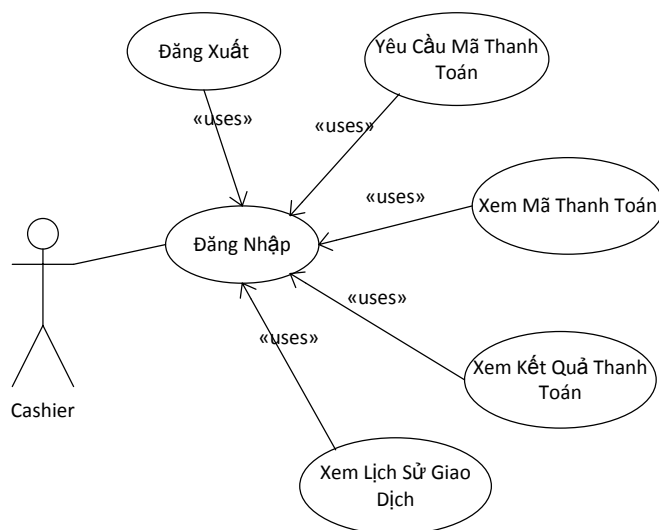 Đăng Xuất
Yêu Cầu Mã Thanh
Toán
«uses»
«uses»
«uses»
Xem Mã Thanh Toán
Đăng Nhập
«uses»
«uses»
Xem Kết Quả Thanh
Toán
Cashier
Xem Lịch Sử Giao
Dịch